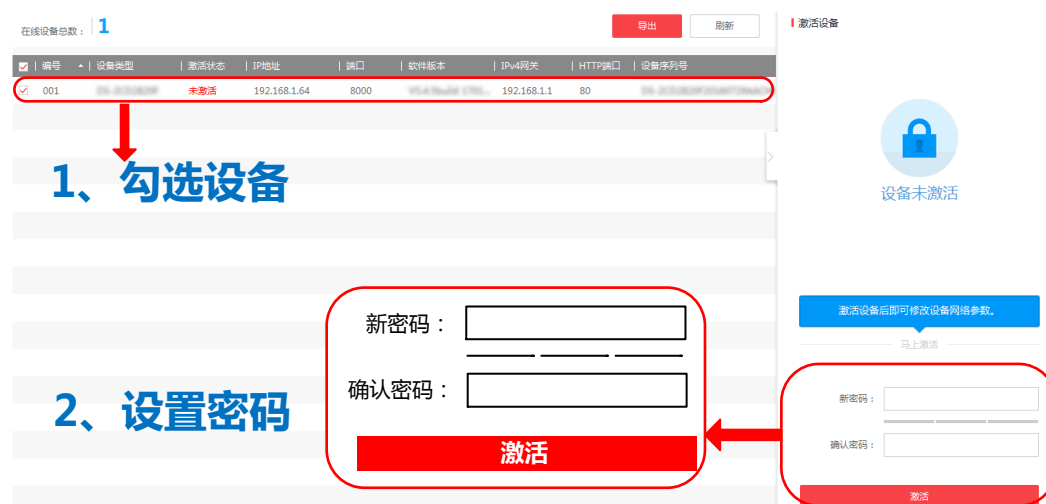 在线设备总数： 1
导出
刷新
激活设备
编号 | 设备类型 | 激活状态 | IP地址 | 端口 | 软件版本 | IPv4网关 | HTTP端口 | 设备序列号
001 未激活 192.168.1.64 8000 192.168.1.1 80
1、勾选设备
设备未激活
激活设备后即可修改设备网络参数。
马上激活
新密码：
确认密码：
激活
2、设置密码
新密码：
确认密码：
激活